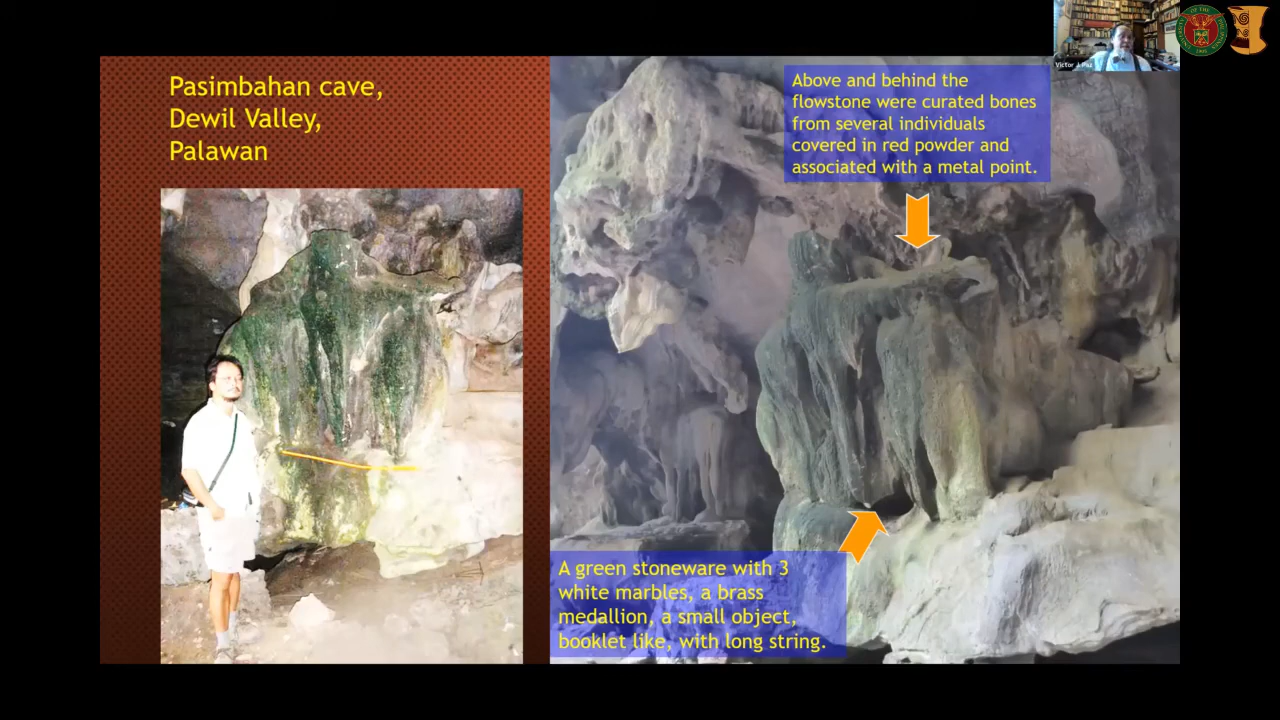 Pasimbahan cave,
Dewil Valley,
Palawan
Above and behind the
flowstone were curated bones
from several individuals
covered in red powder and
associated with a metal point.
A green stoneware with 3
white marbles, a brass
medallion, a small object,
booklet like, with long string.
Victor J Paz